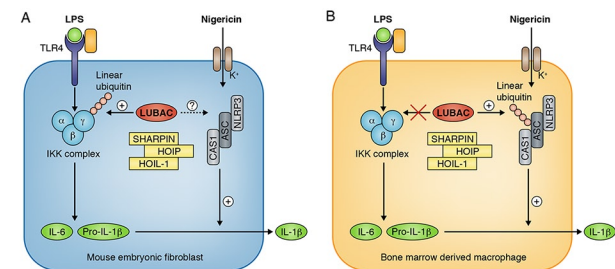 A
LPS
Nigericin
TLR4
K+
Linear
ubiquitin
+
LUBAC
?
α
γ
β
IKK complex
SHARPIN
HOIP
HOIL-1
CAS1
ASC
NLRP3
+
IL-6
Pro-IL-1β
IL-1β
Mouse embryonic fibroblast
B
LPS
Nigericin
TLR4
K+
Linear
ubiquitin
LUBAC
+
α
γ
β
IKK complex
SHARPIN
HOIP
HOIL-1
CAS1
ASC
NLRP3
+
IL-6
Pro-IL-1β
IL-1β
Bone marrow derived macrophage